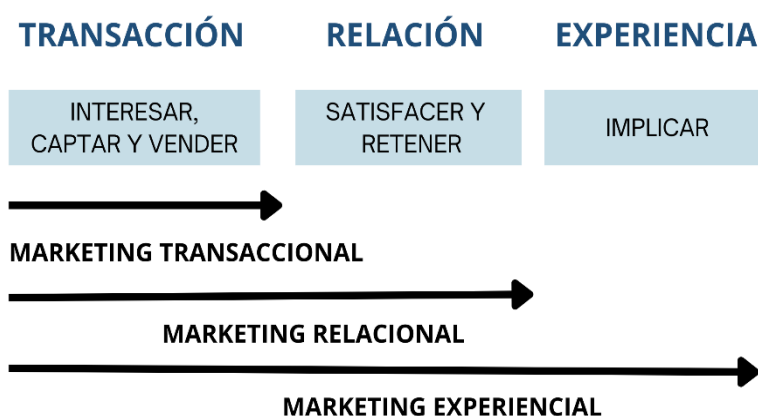 TRANSACCIÓN
RELACIÓN
EXPERIENCIA
INTERESAR,
CAPTAR Y VENDER
SATISFACER Y
RETENER
IMPLICAR
MARKETING TRANSACCIONAL
MARKETING RELACIONAL
MARKETING EXPERIENCIAL